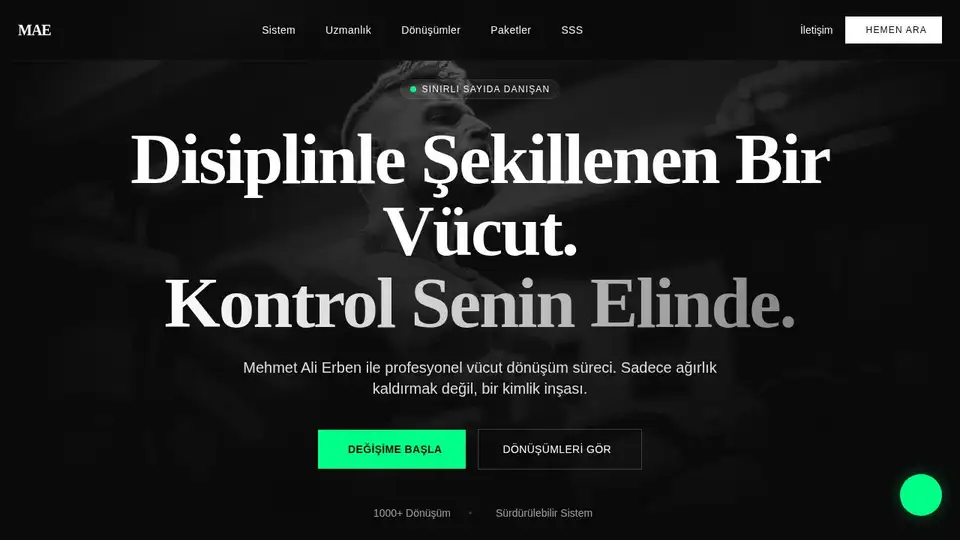 MAE
Sistem
Uzmanlık
Dönüşümler
Paketler
SSS
İletişim
HEMEN ARA
SINIRLI SAYIDA DANIŞAN
Disiplinle Şekillenen Bir
Vücut.
Kontrol Senin Elinde.
Mehmet Ali Erben ile profesyonel vücut dönüşüm süreci. Sadece ağırlık
kaldırmak değil, bir kimlik inşası.
DEĞİŞİME BAŞLA
DÖNÜŞÜMLERİ GÖR
1000+ Dönüşüm • Sürdürülebilir Sistem